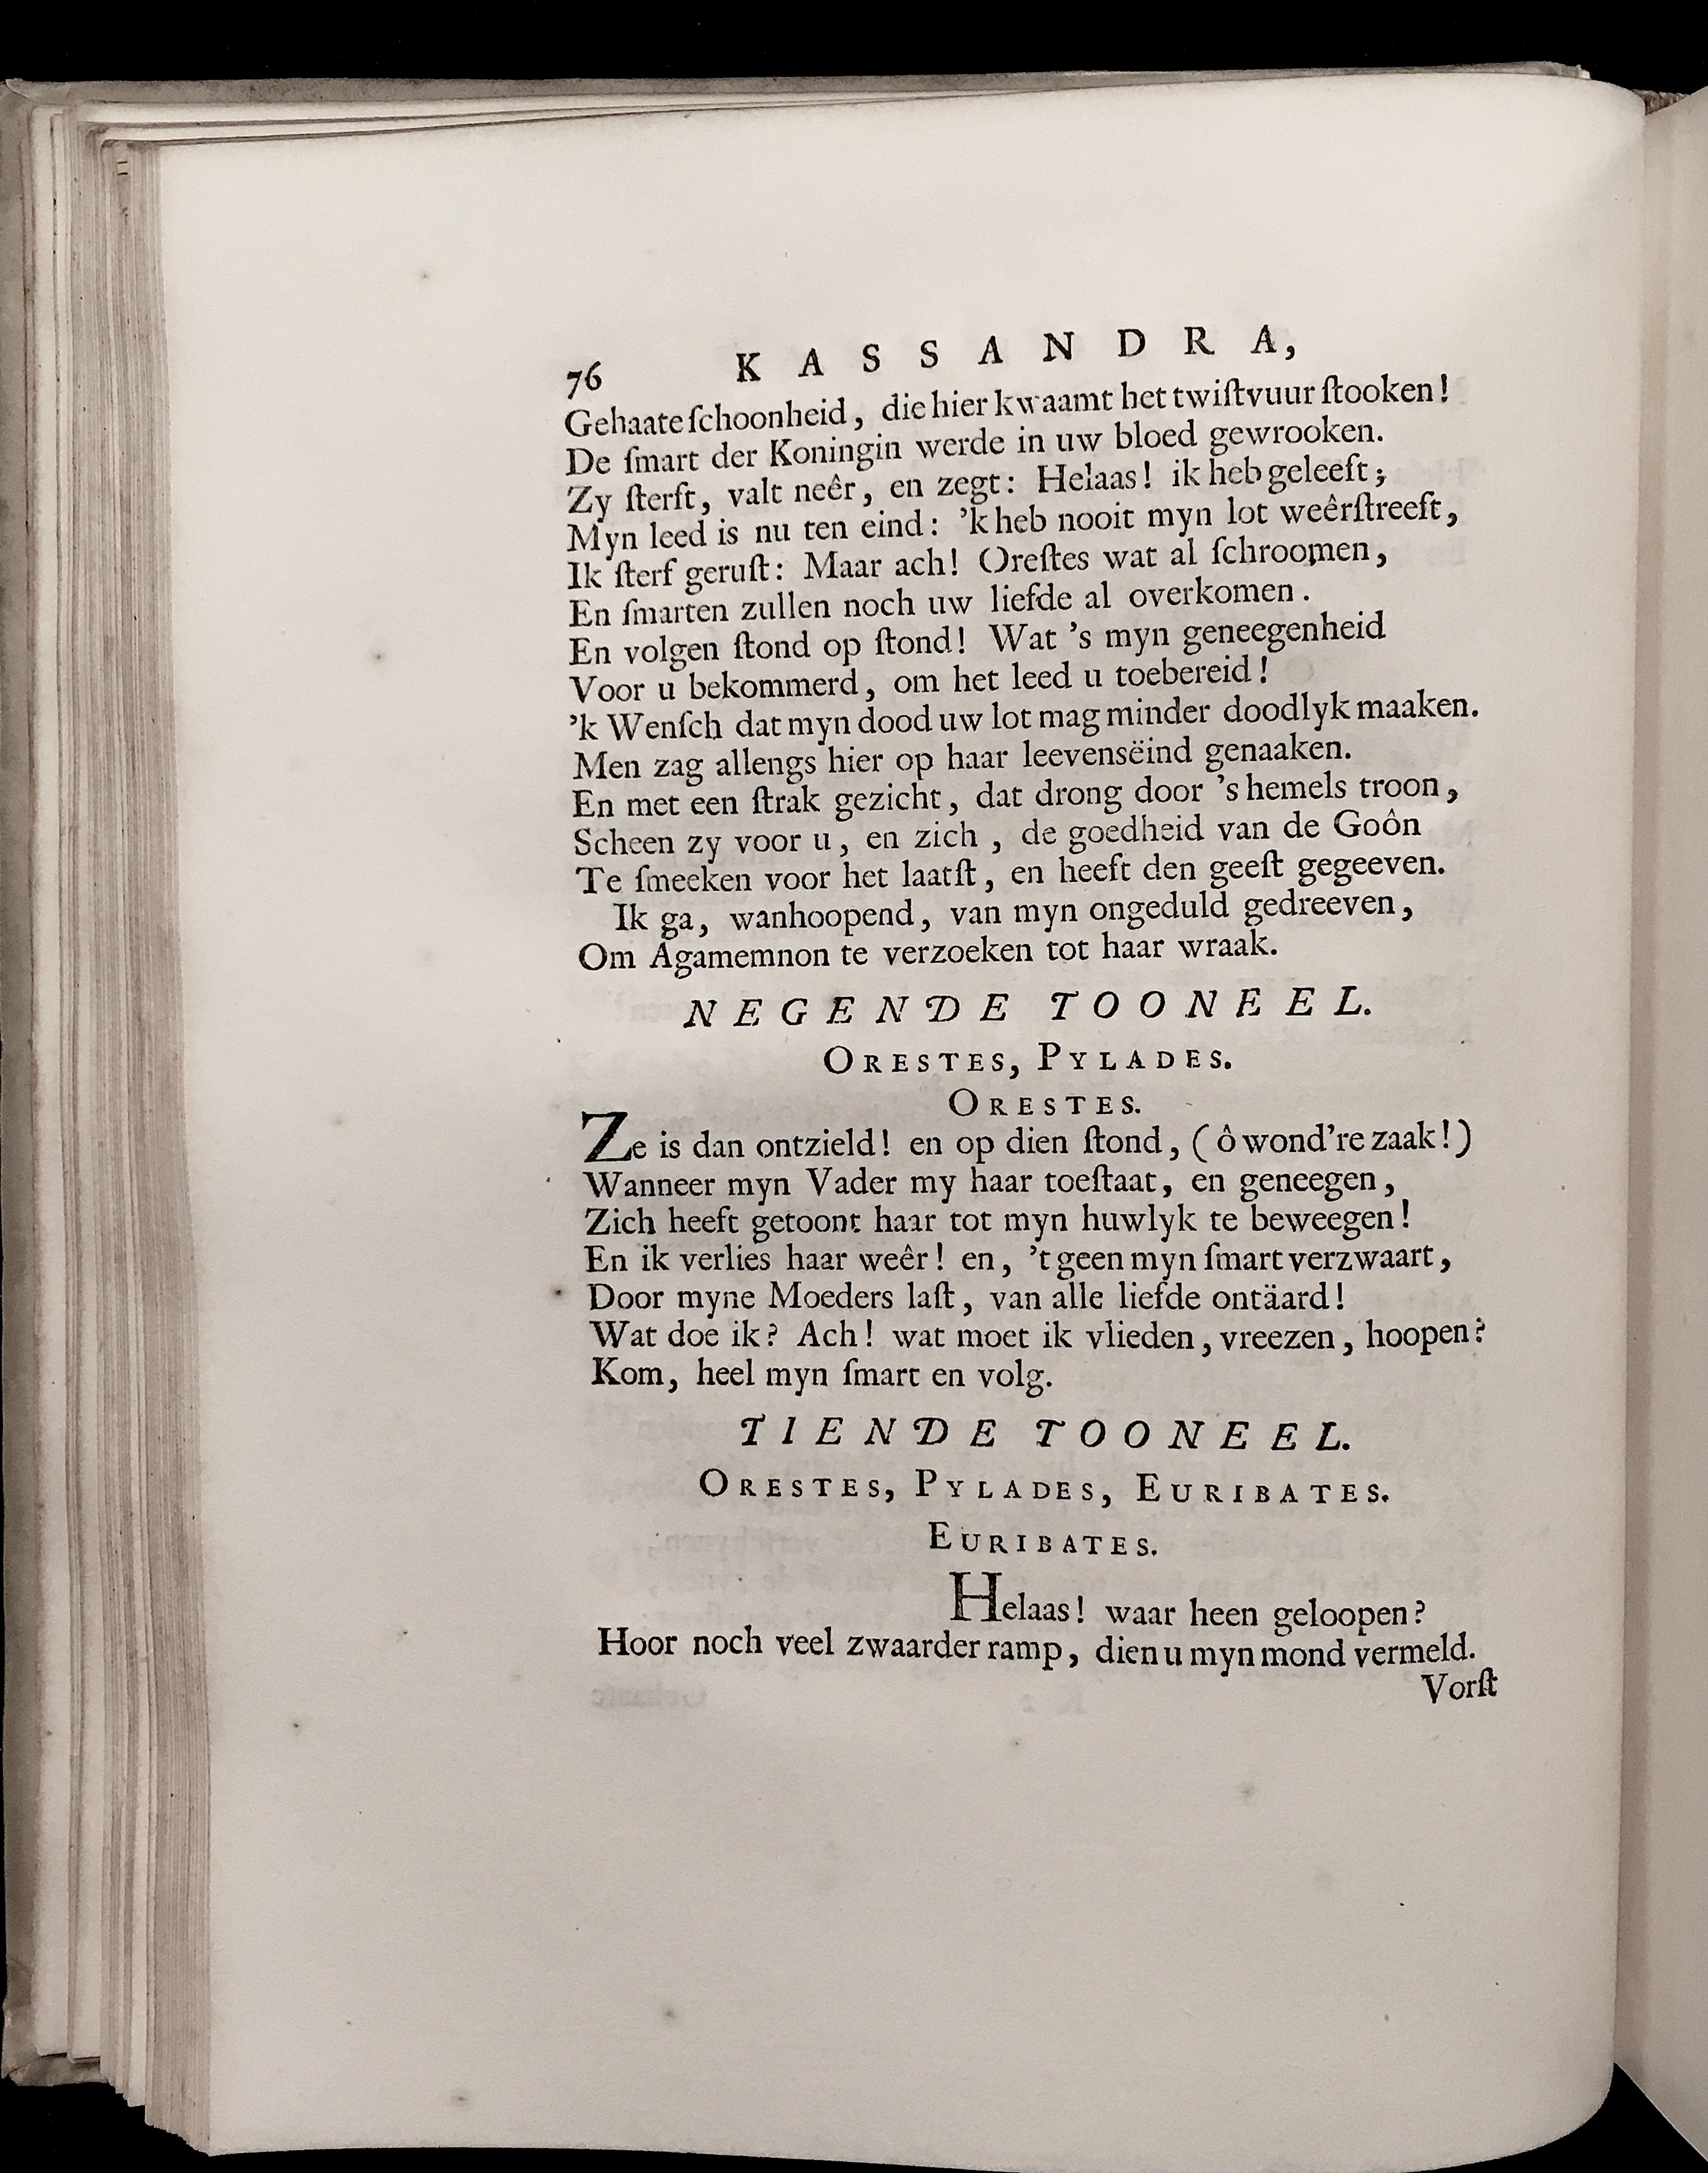 76 KASSANDRA,
Gehaate ſchoonheid, die hier kwaamt het twiſtvuur ſtooken!
De ſmart der Koningin werde in uw bloed gewrooken.
Zy ſterft, valt neêr, en zegt: Helaas! ik heb geleeft;
Myn leed is nu ten eind: 'k heb nooit myn lot weêrſtreeft,
Ik ſterf geruſt: Maar ach! Oreſtes wat al ſchroomen,
En ſmarten zullen noch uw liefde al overkomen.
En volgen ſtond op ſtond! Wat 's myn geneegenheid
Voor u bekommerd, om het leed u toebereid!
'k Wenſch dat myn dood uw lot mag minder doodlyk maaken.
Men zag allengs hier op haar leevensëind genaaken.
En met een ſtrak gezicht, dat drong door 's hemels troon,
Scheen zy voor u, en zich, de goedheid van de Goôn
Te ſmeeken voor het laatſt, en heeft den geeſt gegeeven.
Ik ga, wanhoopend, van myn ongeduld gedreeven,
Om Agamemnon te verzoeken tot haar wraak.
NEGENDE TOONEEL.
ORESTES, PYLADES.
ORESTES.
Ze is dan ontzield! en op dien ſtond, (ô wond're zaak!)
Wanneer myn Vader my haar toeſtaat, en geneegen,
Zich heeft getoont haar tot myn huwlyk te beweegen!
En ik verlies haar weêr! en, 't geen myn ſmart verzwaart,
Door myne Moeders laſt, van alle liefde ontäard!
Wat doe ik? Ach! wat moet ik vlieden, vreezen, hoopen?
Kom, heel myn ſmart en volg.
TIENDE TOONEEL.
ORESTES, PYLADES, EURIBATES.
EURIBATES.
Helaas! waar heen geloopen?
Hoor noch veel zwaarder ramp, dien u myn mond vermeld.
Vorſt